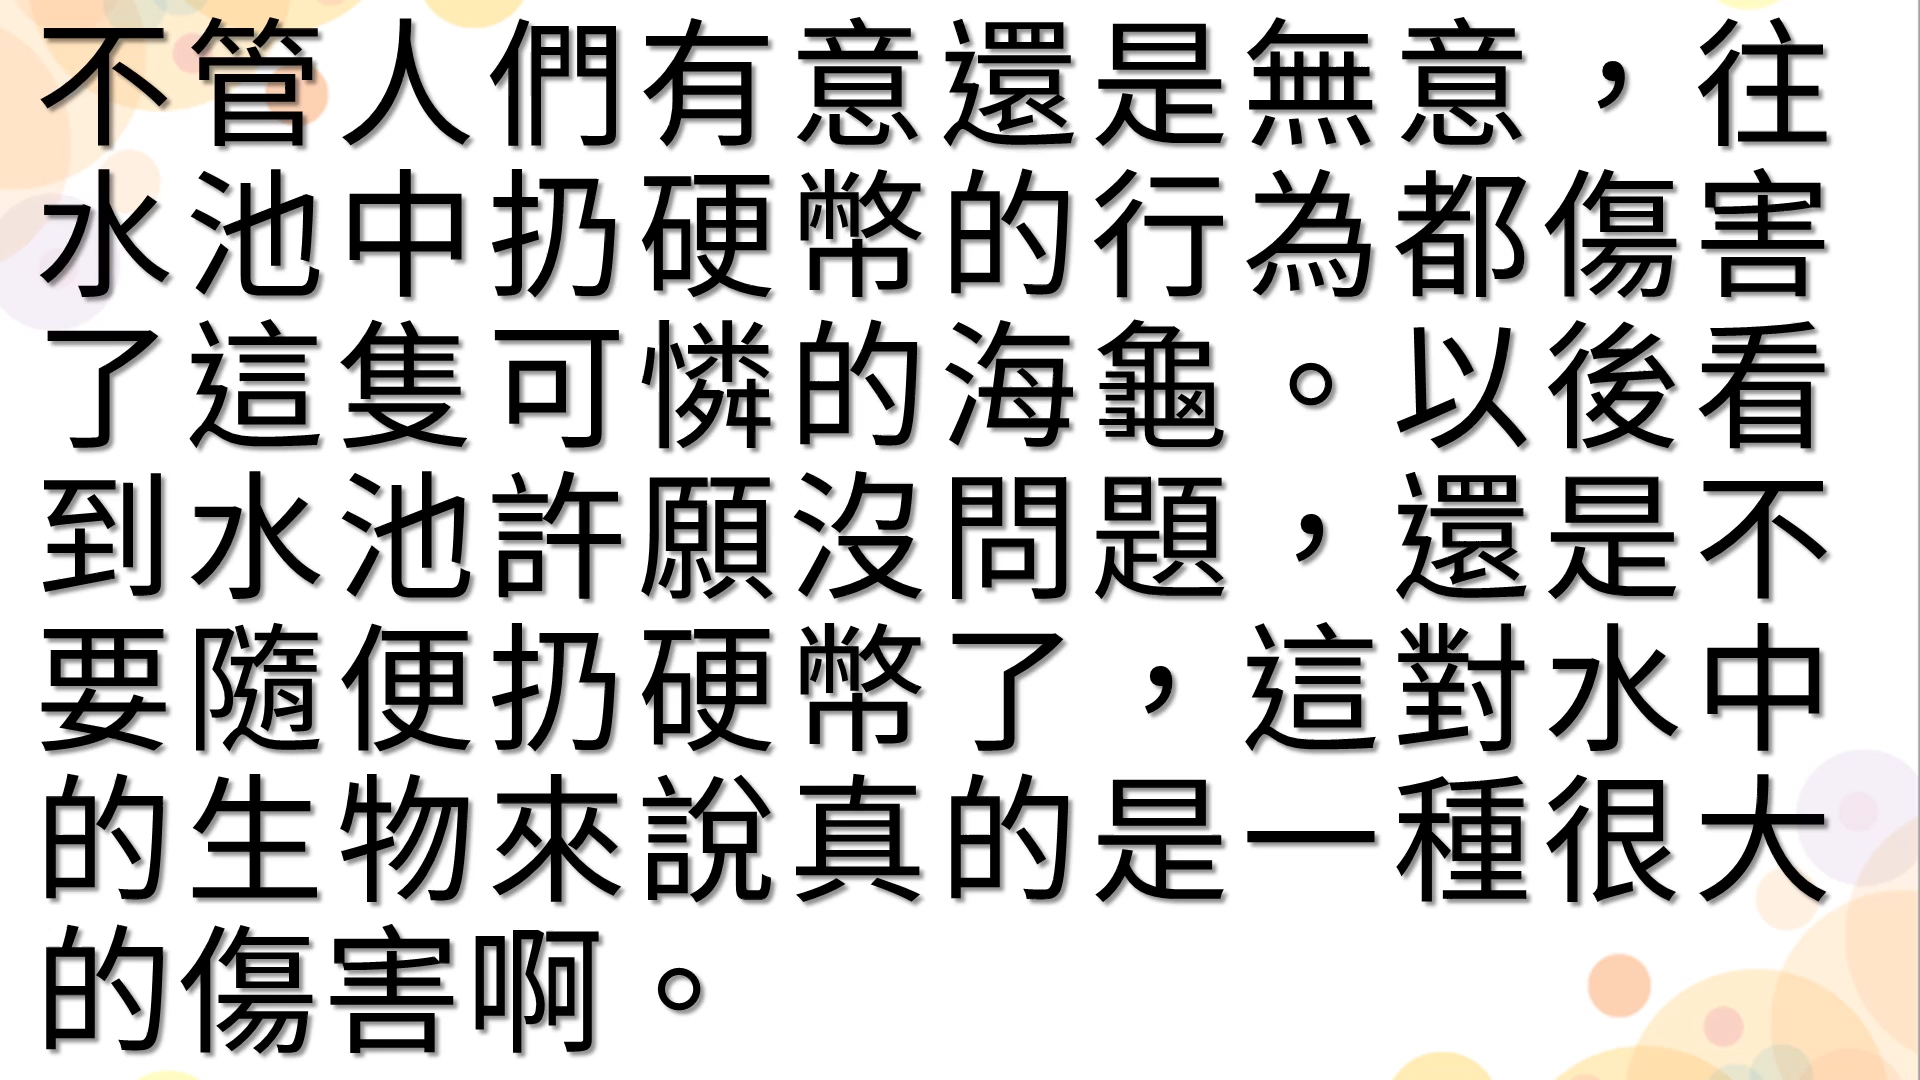 不管人們有意還是無意，往
水池中扔硬幣的行為都傷害
了這隻可憐的海龜。以後看
到水池許願沒問題，還是不
要隨便扔硬幣了，這對水中
的生物來說真的是一種很大
的傷害啊。